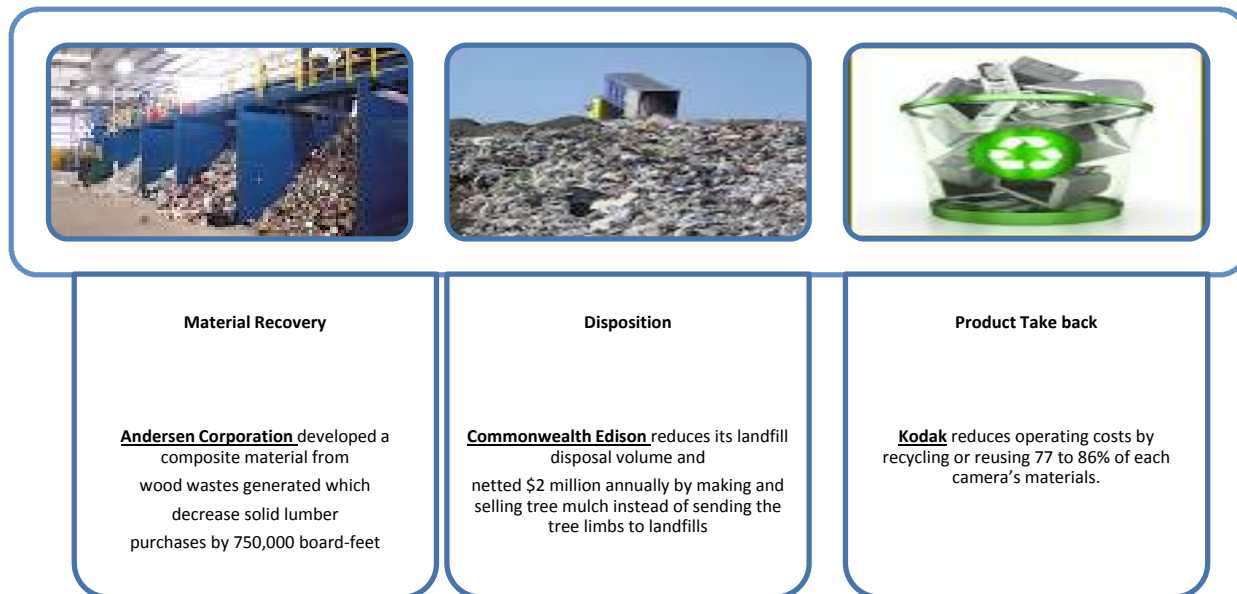 Material Recovery
Andersen Corporation developed a
composite material from
wood wastes generated which
decrease solid lumber
purchases by 750,000 board-feet
Disposition
Commonwealth Edison reduces its landfill
disposal volume and
netted $2 million annually by making and
selling tree mulch instead of sending the
tree limbs to landfills
Product Take back
Kodak reduces operating costs by
recycling or reusing 77 to 86% of each
camera's materials.